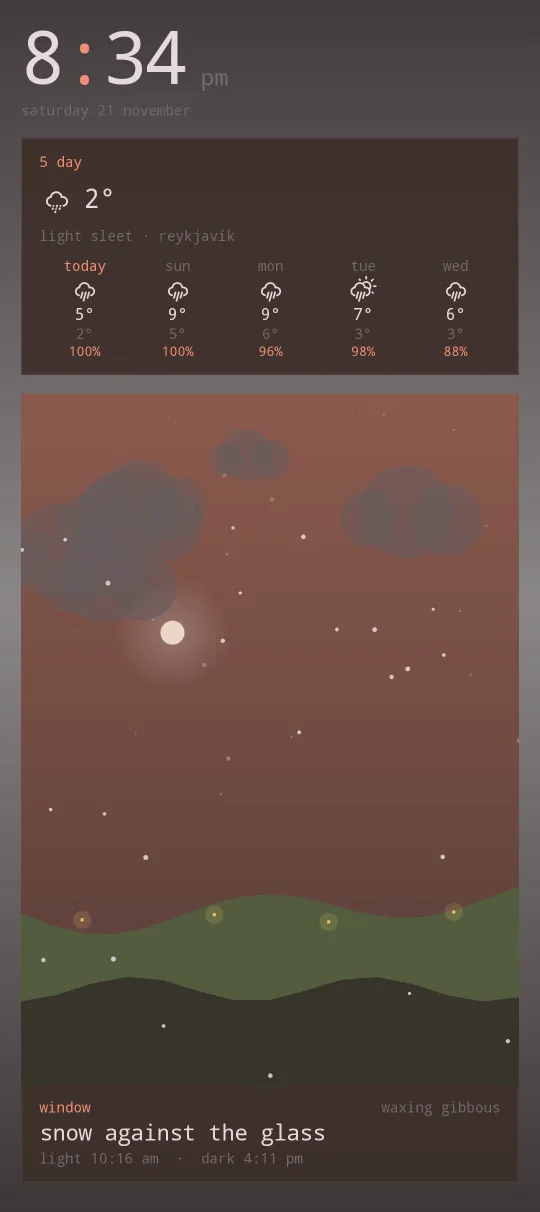 8:34 pm
saturday 21 november
5 day
2°
light sleet · reykjavík
today sun mon tue wed
5° 9° 9° 7° 6°
2° 5° 6° 3° 3°
100% 100% 96% 98% 88%
window waxing gibbous
snow against the glass
light 10:16 am · dark 4:11 pm